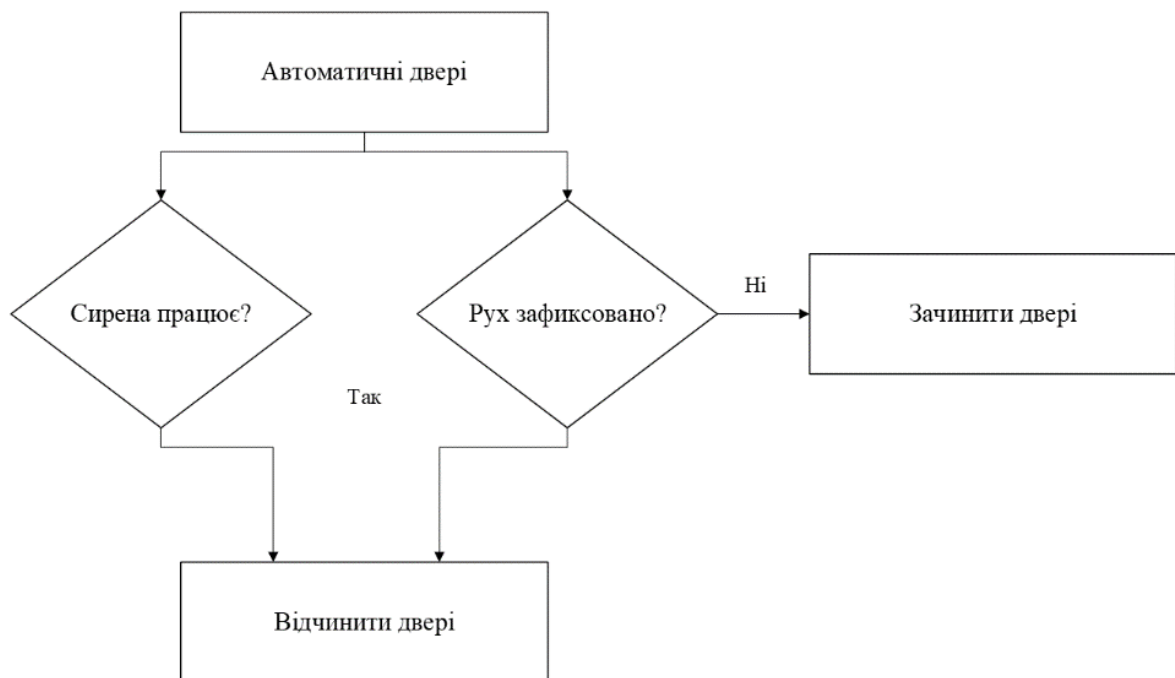 Автоматичні двері
Сирена працює?
Рух зафиксовано?
Ні
Зачинити двері
Так
Відчинити двері